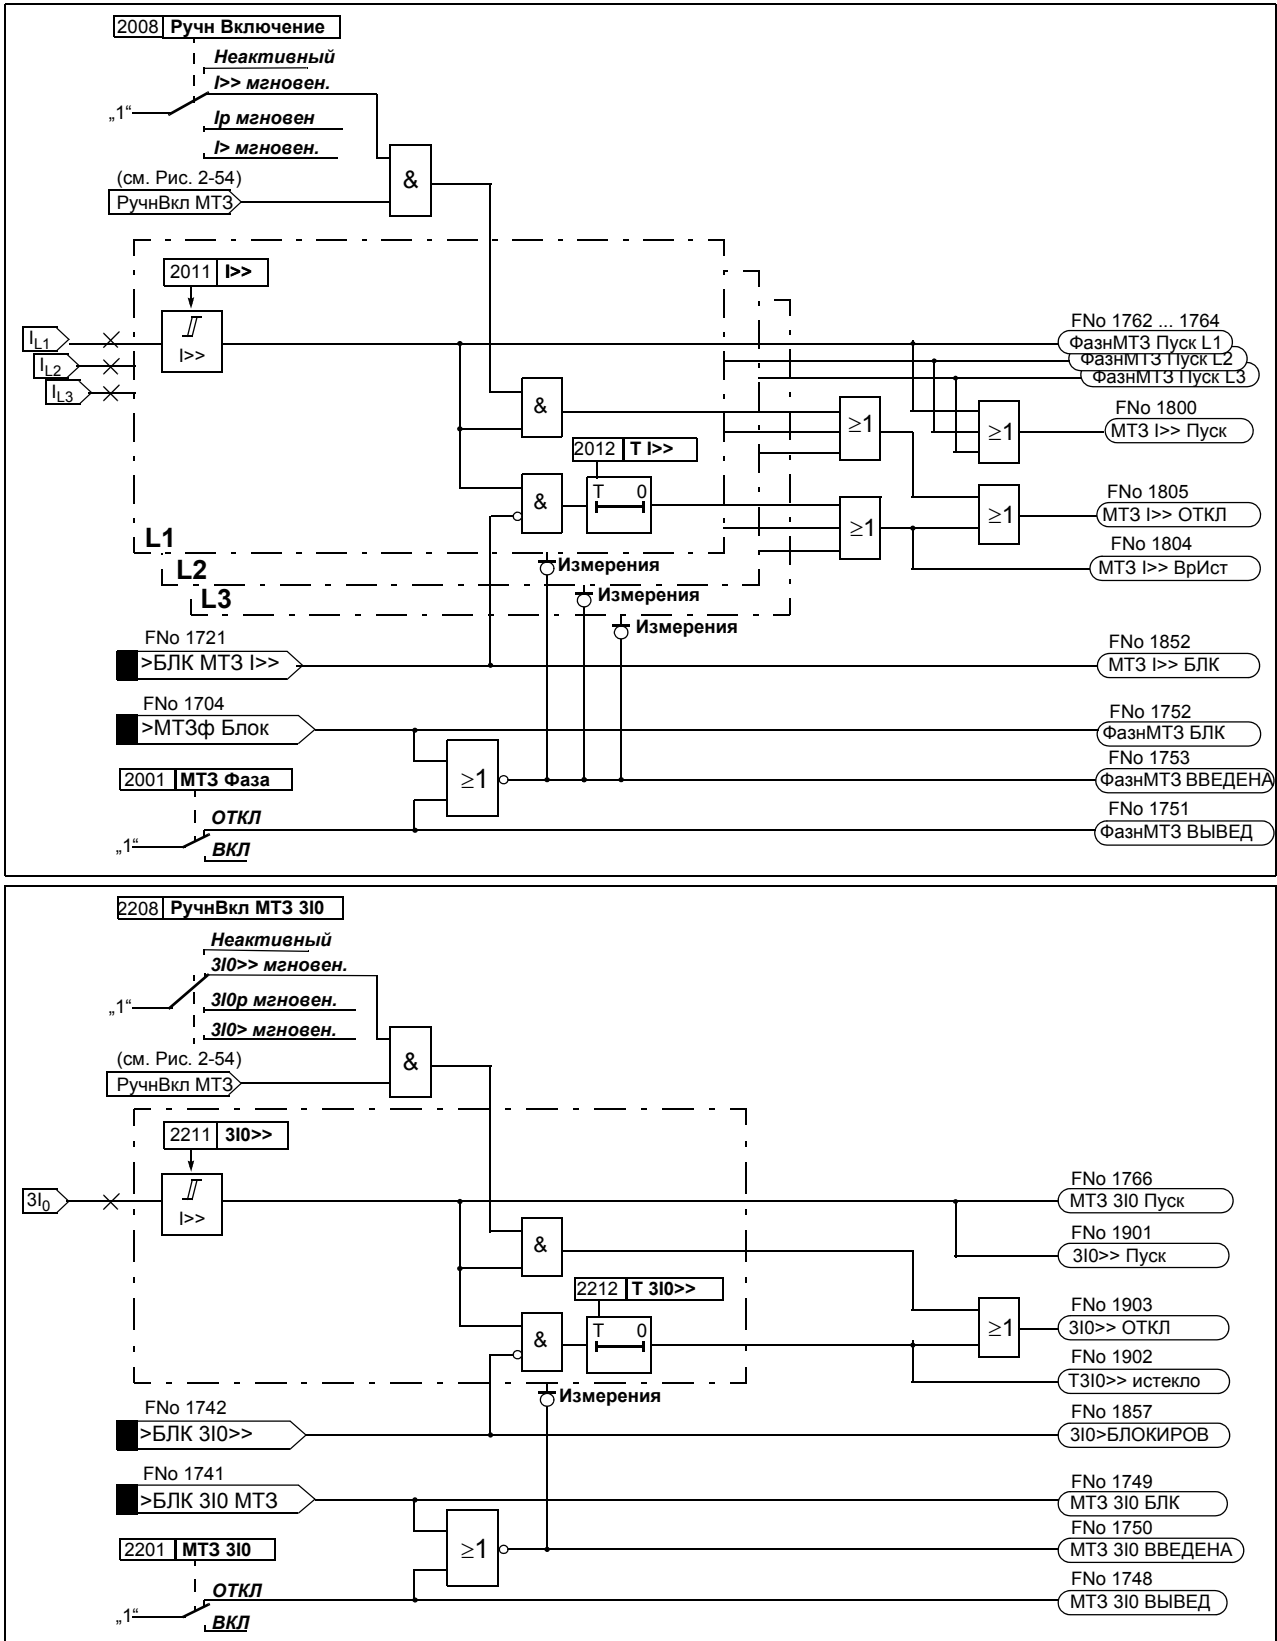 2008 Ручн Включение
Неактивный
I>> мгновен.
„1“
Ip мгновен
I> мгновен.
(см. Рис. 2-54)
РучнВкл МТЗ
&
2011 I>>
IL1
IL2
IL3
I>>
FNo 1762 ... 1764
ФазнМТЗ Пуск L1
ФазнМТЗ Пуск L2
ФазнМТЗ Пуск L3
&
≥1
FNo 1800
МТЗ I>> Пуск
≥1
2012 T I>>
T 0
&
≥1
FNo 1805
МТЗ I>> ОТКЛ
≥1
FNo 1804
МТЗ I>> ВрИст
L1
L2
L3
Измерения
Измерения
Измерения
FNo 1721
>БЛК МТЗ I>>
FNo 1852
МТЗ I>> БЛК
FNo 1704
>МТЗф Блок
FNo 1752
ФазнМТЗ БЛК
≥1
FNo 1753
ФазнМТЗ ВВЕДЕНА
2001 МТЗ Фаза
ОТКЛ
„1“
ВКЛ
FNo 1751
ФазнМТЗ ВЫВЕД
2208 РучнВкл МТЗ 3I0
Неактивный
3I0>> мгновен.
„1“
3I0p мгновен.
3I0> мгновен.
(см. Рис. 2-54)
РучнВкл МТЗ
&
2211 3I0>>
3I0
I>>
FNo 1766
МТЗ 3I0 Пуск
FNo 1901
3I0>> Пуск
&
2212 T 3I0>>
T 0
&
≥1
FNo 1903
3I0>> ОТКЛ
FNo 1902
T3I0>> истекло
Измерения
FNo 1742
>БЛК 3I0>>
FNo 1857
3I0>БЛОКИРОВ
FNo 1741
>БЛК 3I0 МТЗ
FNo 1749
МТЗ 3I0 БЛК
≥1
FNo 1750
МТЗ 3I0 ВВЕДЕНА
2201 МТЗ 3I0
ОТКЛ
„1“
ВКЛ
FNo 1748
МТЗ 3I0 ВЫВЕД